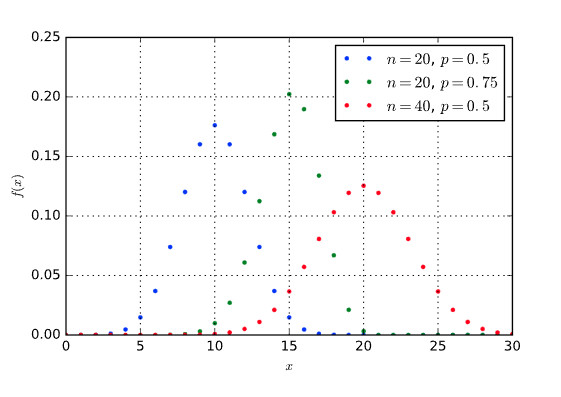 0.25
0.20
0.15
0.10
0.05
0.00
f(x)
n = 20, p = 0.5
n = 20, p = 0.75
n = 40, p = 0.5
0 5 10 15 20 25 30
x